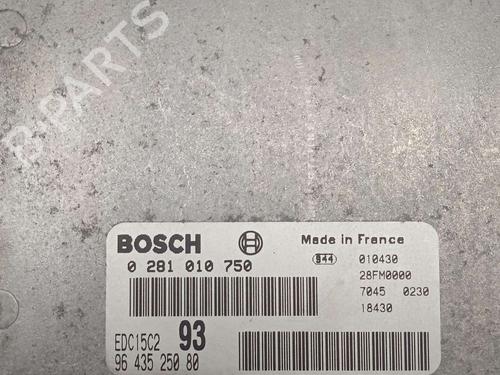 B-PARTS
BOSCH
Made in France
0 281 010 750
844
010430
28FM0000
7045 0230
18430
EDC15C2 93
96 435 250 80